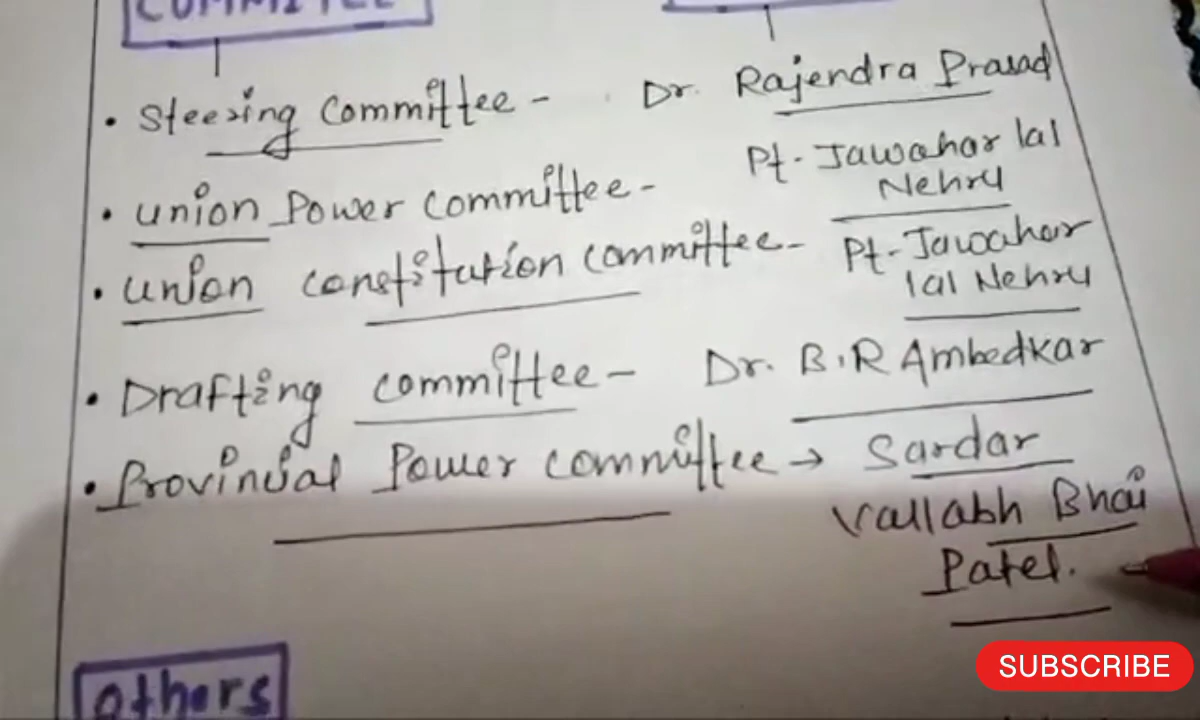 COMMITTEE
• Steering Committee - Dr. Rajendra Prasad
• Union Power Committee - Pt. Jawahar lal
Nehru
• Union Constitution Committee - Pt. Jawahar
lal Nehru
• Drafting Committee - Dr. B.R Ambedkar
• Provincial Power Committee → Sardar
Vallabh Bhai
Patel.
Others
SUBSCRIBE